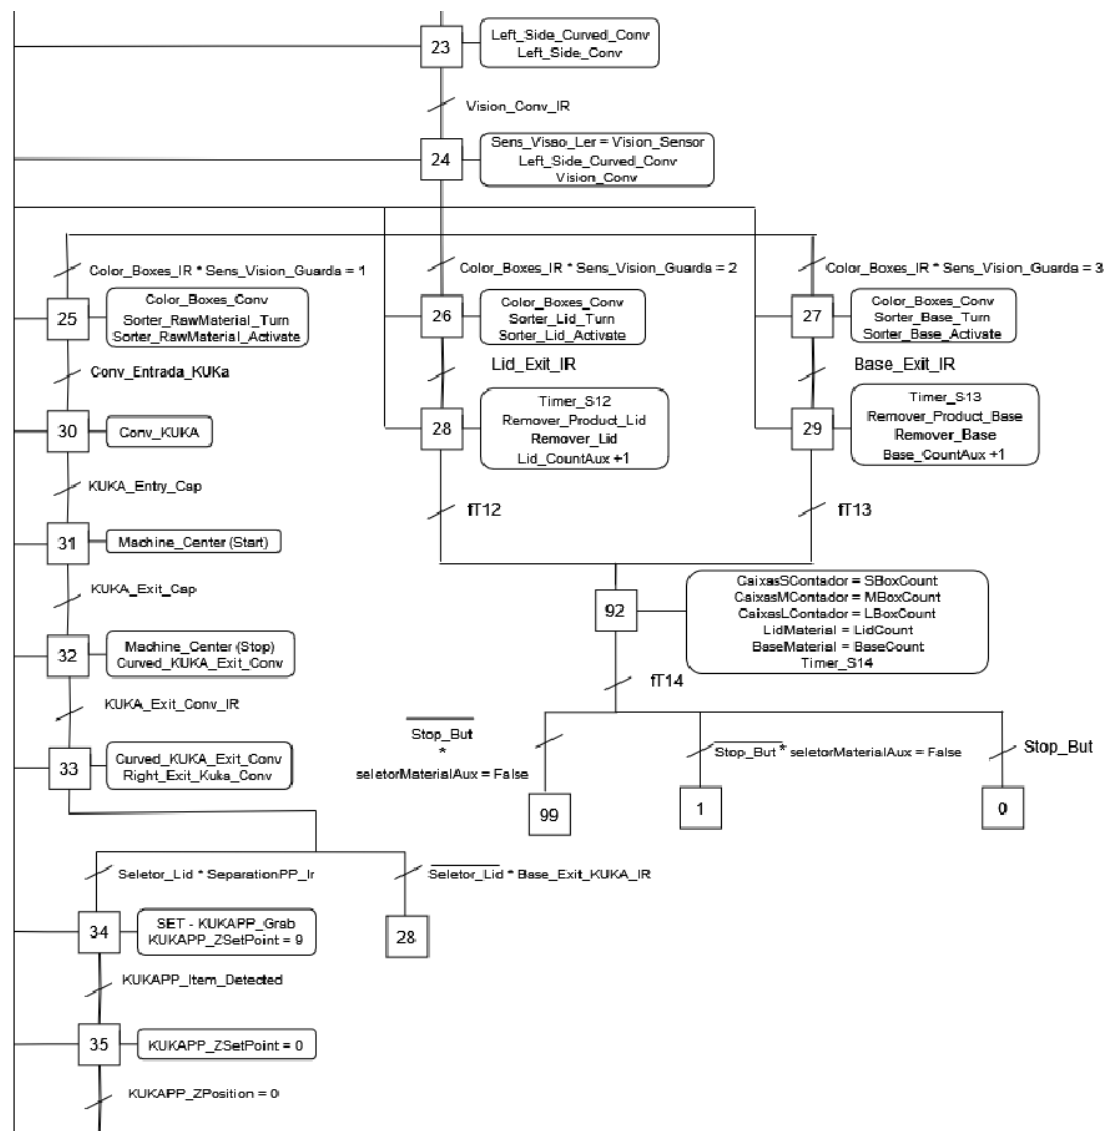 23
Left_Side_Curved_Conv
Left_Side_Conv
Vision_Conv_IR
24
Sens_Visao_Ler = Vision_Sensor
Left_Side_Curved_Conv
Vision_Conv
Color_Boxes_IR * Sens_Vision_Guarda = 1
Color_Boxes_IR * Sens_Vision_Guarda = 2
Color_Boxes_IR * Sens_Vision_Guarda = 3
25
Color_Boxes_Conv
Sorter_RawMaterial_Turn
Sorter_RawMaterial_Activate
26
Color_Boxes_Conv
Sorter_Lid_Turn
Sorter_Lid_Activate
27
Color_Boxes_Conv
Sorter_Base_Turn
Sorter_Base_Activate
Conv_Entrada_KUKa
Lid_Exit_IR
Base_Exit_IR
30
Conv_KUKA
28
Timer_S12
Remover_Product_Lid
Remover_Lid
Lid_CountAux +1
29
Timer_S13
Remover_Product_Base
Remover_Base
Base_CountAux +1
KUKA_Entry_Cap
fT12
fT13
31
Machine_Center (Start)
KUKA_Exit_Cap
92
CaixasSContador = SBoxCount
CaixasMContador = MBoxCount
CaixasLContador = LBoxCount
LidMaterial = LidCount
BaseMaterial = BaseCount
Timer_S14
32
Machine_Center (Stop)
Curved_KUKA_Exit_Conv
fT14
KUKA_Exit_Conv_IR
Stop_But
*
seletorMaterialAux = False
Stop_But * seletorMaterialAux = False
Stop_But
33
Curved_KUKA_Exit_Conv
Right_Exit_Kuka_Conv
99
1
0
Seletor_Lid * SeparationPP_Ir
Seletor_Lid * Base_Exit_KUKA_IR
34
SET - KUKAPP_Grab
KUKAPP_ZSetPoint = 9
28
KUKAPP_Item_Detected
35
KUKAPP_ZSetPoint = 0
KUKAPP_ZPosition = 0